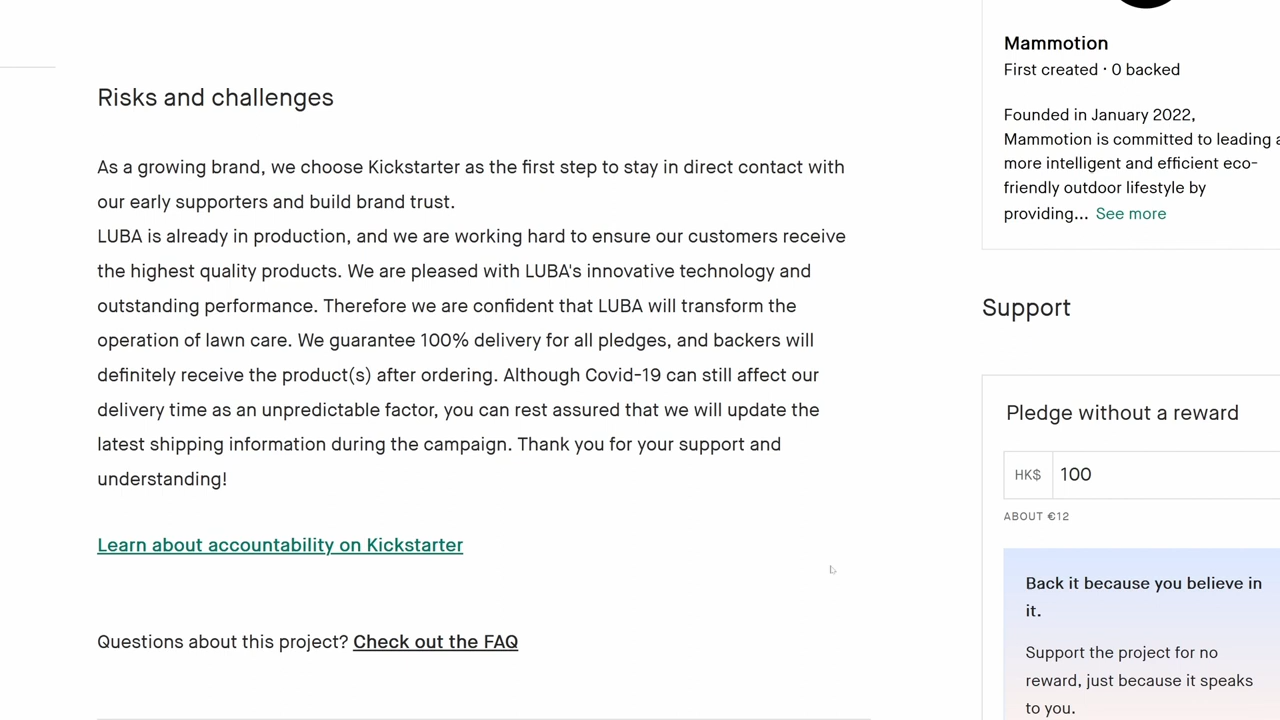 Risks and challenges
As a growing brand, we choose Kickstarter as the first step to stay in direct contact with
our early supporters and build brand trust.
LUBA is already in production, and we are working hard to ensure our customers receive
the highest quality products. We are pleased with LUBA's innovative technology and
outstanding performance. Therefore we are confident that LUBA will transform the
operation of lawn care. We guarantee 100% delivery for all pledges, and backers will
definitely receive the product(s) after ordering. Although Covid-19 can still affect our
delivery time as an unpredictable factor, you can rest assured that we will update the
latest shipping information during the campaign. Thank you for your support and
understanding!
Learn about accountability on Kickstarter
Questions about this project? Check out the FAQ
Mammotion
First created · 0 backed
Founded in January 2022,
Mammotion is committed to leading a
more intelligent and efficient eco-
friendly outdoor lifestyle by
providing... See more
Support
Pledge without a reward
HK$ 100
ABOUT €12
Back it because you believe in
it.
Support the project for no
reward, just because it speaks
to you.